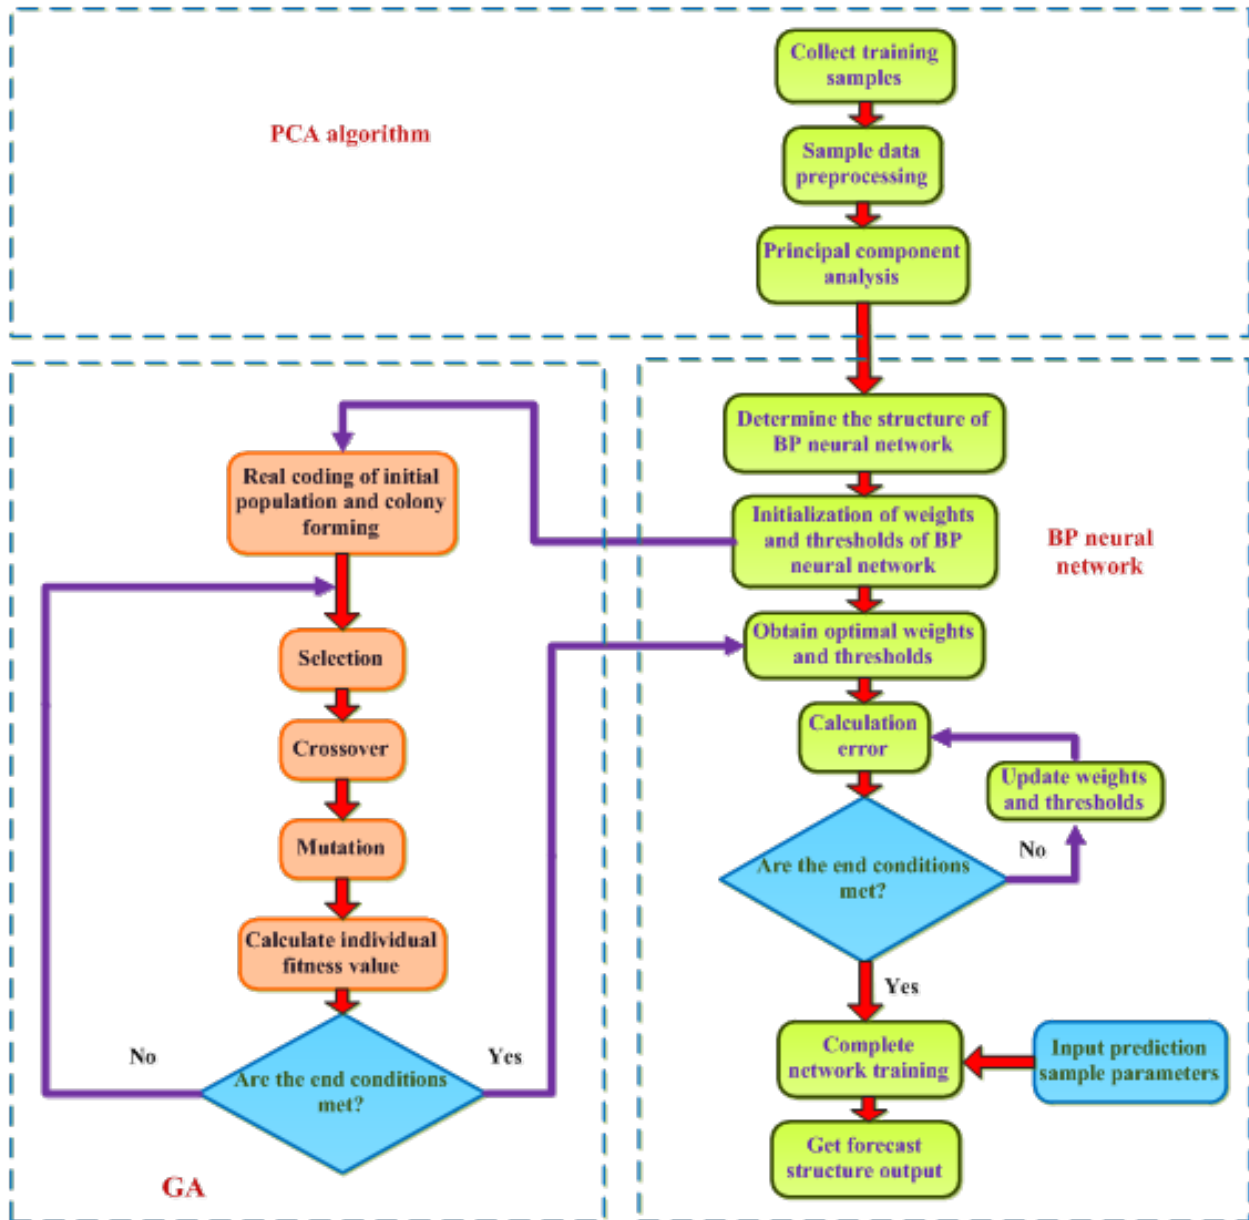 PCA algorithm
Collect training
samples
Sample data
preprocessing
Principal component
analysis
Real coding of initial
population and colony
forming
Selection
Crossover
Mutation
Calculate individual
fitness value
No
Yes
Are the end conditions
met?
GA
Determine the structure of
BP neural network
Initialization of weights
and thresholds of BP
neural network
BP neural
network
Obtain optimal weights
and thresholds
Calculation
error
Update weights
and thresholds
No
Are the end conditions
met?
Yes
Complete
network training
Input prediction
sample parameters
Get forecast
structure output